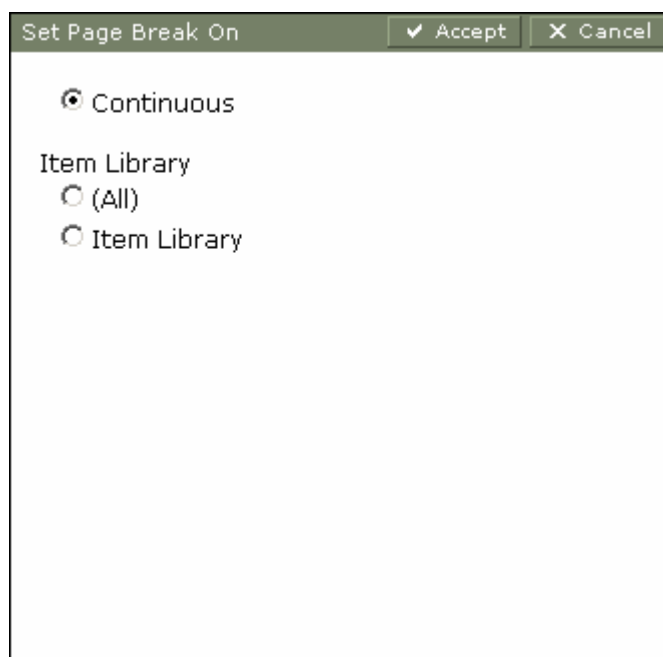 Set Page Break On Accept Cancel
Continuous
Item Library
(All)
Item Library